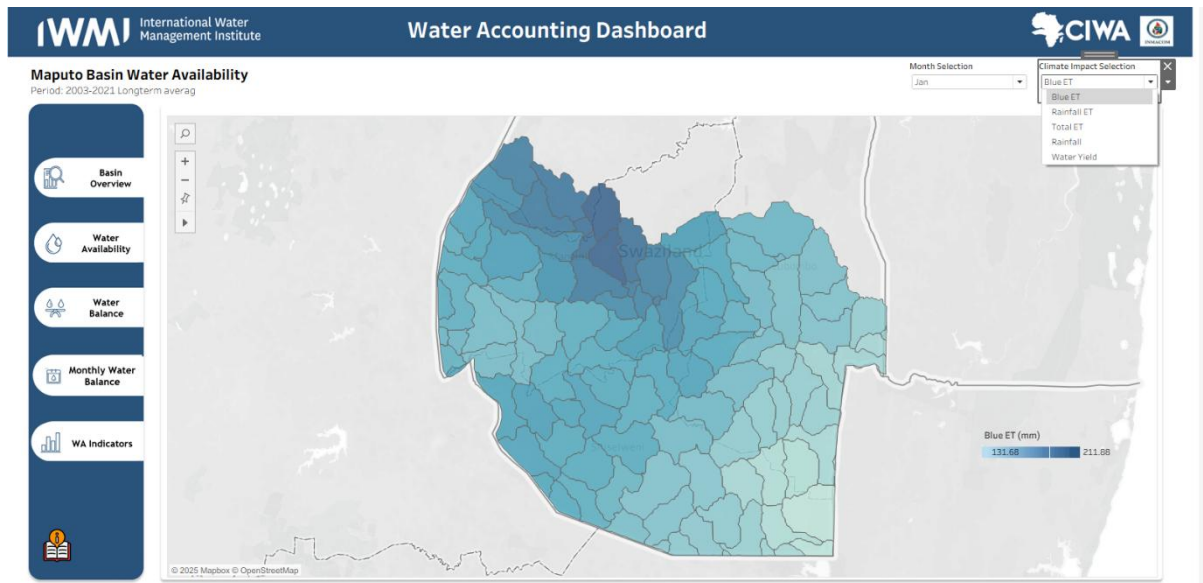 IWMI
International Water
Management Institute
Water Accounting Dashboard
CIWA
INMACOM
Maputo Basin Water Availability
Period: 2003-2021 Longterm averag
Month Selection
Jan
Climate Impact Selection
Blue ET
Blue ET
Rainfall ET
Total ET
Rainfall
Water Yield
Basin
Overview
Water
Availability
Water
Balance
Monthly Water
Balance
WA Indicators
Swaziland
Blue ET (mm)
131.68
211.88
© 2025 Mapbox © OpenStreetMap